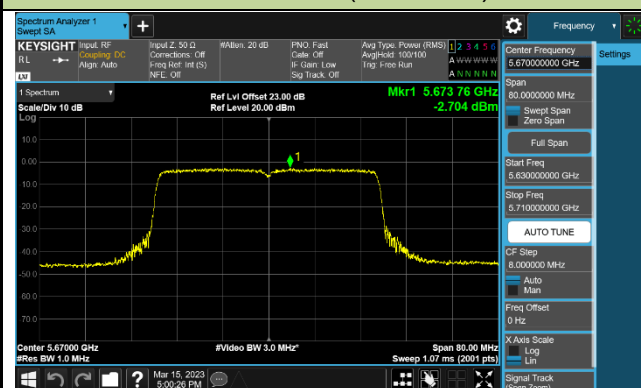 Spectrum Analyzer 1
Swept SA
+
Frequency
KEYSIGHT
Input: RF
Input Z: 50 Ω
#Atten: 20 dB
PNO: Fast
Avg Type: Power (RMS)
1 2 3 4 5 6
RL
Coupling: DC
Corrections: Off
Gate: Off
Avg|Hold: 100/100
A W W W W W
Align: Auto
Freq Ref: Int (S)
IF Gain: Low
Trig: Free Run
NFE: Off
Sig Track: Off
A N N N N N
LXI
1 Spectrum
Ref Lvl Offset 23.00 dB
Mkr1 5.673 76 GHz
Scale/Div 10 dB
Ref Level 20.00 dBm
-2.704 dBm
Log
10.0
0.00
1
10.0
20.0
30.0
40.0
-50.0
60.0
70.0
Center 5.67000 GHz
#Video BW 3.0 MHz*
Span 80.00 MHz
#Res BW 1.0 MHz
Sweep 1.07 ms (2001 pts)
Mar 15, 2023
5:00:26 PM
?
Center Frequency
5.670000000 GHz
Settings
Span
80.0000000 MHz
Swept Span
Zero Span
Full Span
Start Freq
5.630000000 GHz
Stop Freq
5.710000000 GHz
AUTO TUNE
CF Step
8.000000 MHz
Auto
Man
Freq Offset
0 Hz
X Axis Scale
Log
Lin
Signal Track